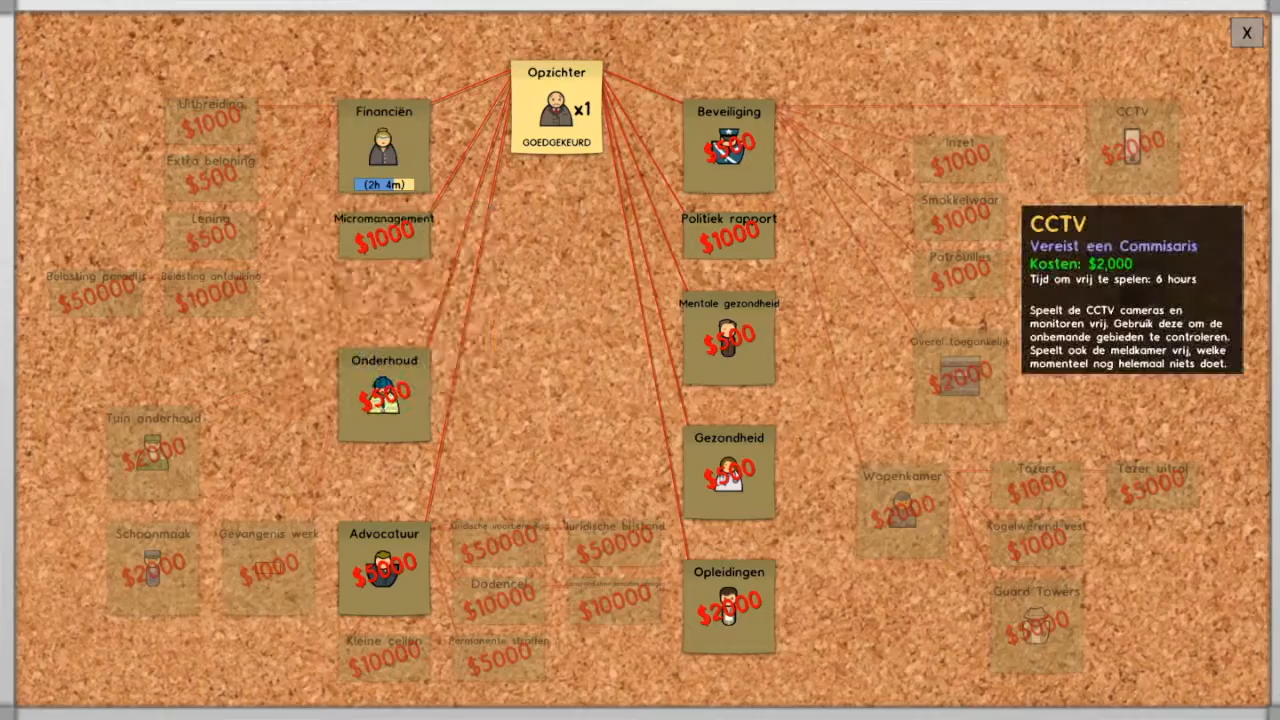 X
Opzichter
x1
GOEDGEKEURD
Uitbreiding
$1000
Extra beloning
$500
Lening
$500
Belasting paradijs
$50000
Belasting ontduiking
$10000
Financiën
(2h 4m)
Micromanagement
$1000
Onderhoud
$500
Tuin onderhoud
$2000
Schoonmaak
$2000
Gevangenis werk
$1000
Advocatuur
$5000
$50000
Juridische bijstand
$50000
Dodencel
$10000
$10000
Kleine cellen
$10000
Permanente straffen
$5000
Beveiliging
$500
Politiek rapport
$1000
Mentale gezondheid
$500
Gezondheid
$500
Opleidingen
$2000
CCTV
$2000
Inzet
$1000
Smokkelwaar
$1000
Patrouilles
$1000
Overal toegankelijk
$2000
Wapenkamer
$2000
Tazers
$1000
Tazer uitrol
$5000
Kogelwerend vest
$1000
Guard Towers
$5000
CCTV
Vereist een Commisaris
Kosten: $2,000
Tijd om vrij te spelen: 6 hours
Speelt de CCTV cameras en
monitoren vrij. Gebruik deze om de
onbemande gebieden te controleren.
Speelt ook de meldkamer vrij, welke
momenteel nog helemaal niets doet.